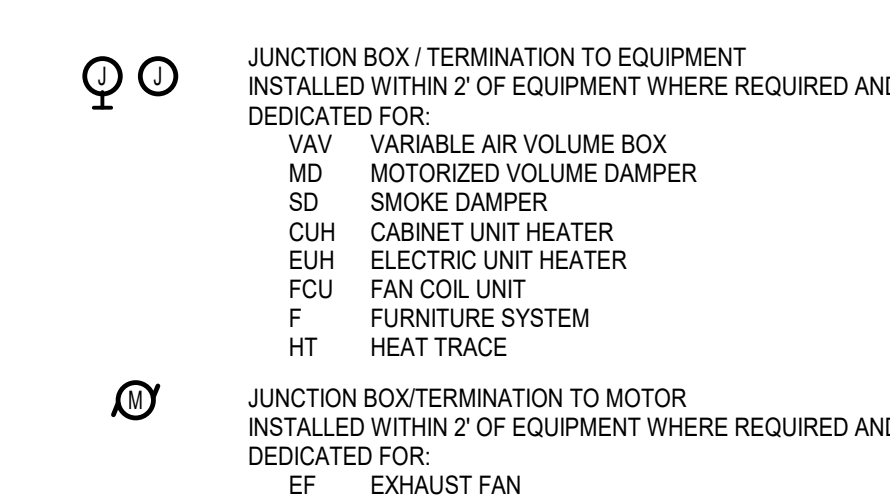 J J JUNCTION BOX / TERMINATION TO EQUIPMENT
INSTALLED WITHIN 2' OF EQUIPMENT WHERE REQUIRED AND
DEDICATED FOR:
VAV VARIABLE AIR VOLUME BOX
MD MOTORIZED VOLUME DAMPER
SD SMOKE DAMPER
CUH CABINET UNIT HEATER
EUH ELECTRIC UNIT HEATER
FCU FAN COIL UNIT
F FURNITURE SYSTEM
HT HEAT TRACE
M JUNCTION BOX/TERMINATION TO MOTOR
INSTALLED WITHIN 2' OF EQUIPMENT WHERE REQUIRED AND
DEDICATED FOR:
EF EXHAUST FAN